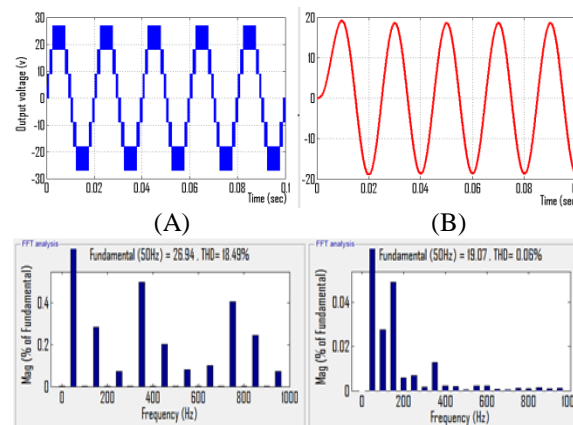 30
20
10
0
-10
-20
-30
Output voltage (v)
0 0.02 0.04 0.06 0.08 0.1
Time (sec)
(A)
20
10
0
-10
-20
0 0.02 0.04 0.06 0.08 0.
Time (sec)
(B)
FFT analysis
Fundamental (50Hz) = 26.94 , THD= 18.49%
0.4
0.2
0
Mag (% of Fundamental)
0 200 400 600 800 1000
Frequency (Hz)
FFT analysis
Fundamental (50Hz) = 19.07 , THD= 0.06%
0.04
0.02
0
Mag (% of Fundamental)
0 200 400 600 800 1000
Frequency (Hz)